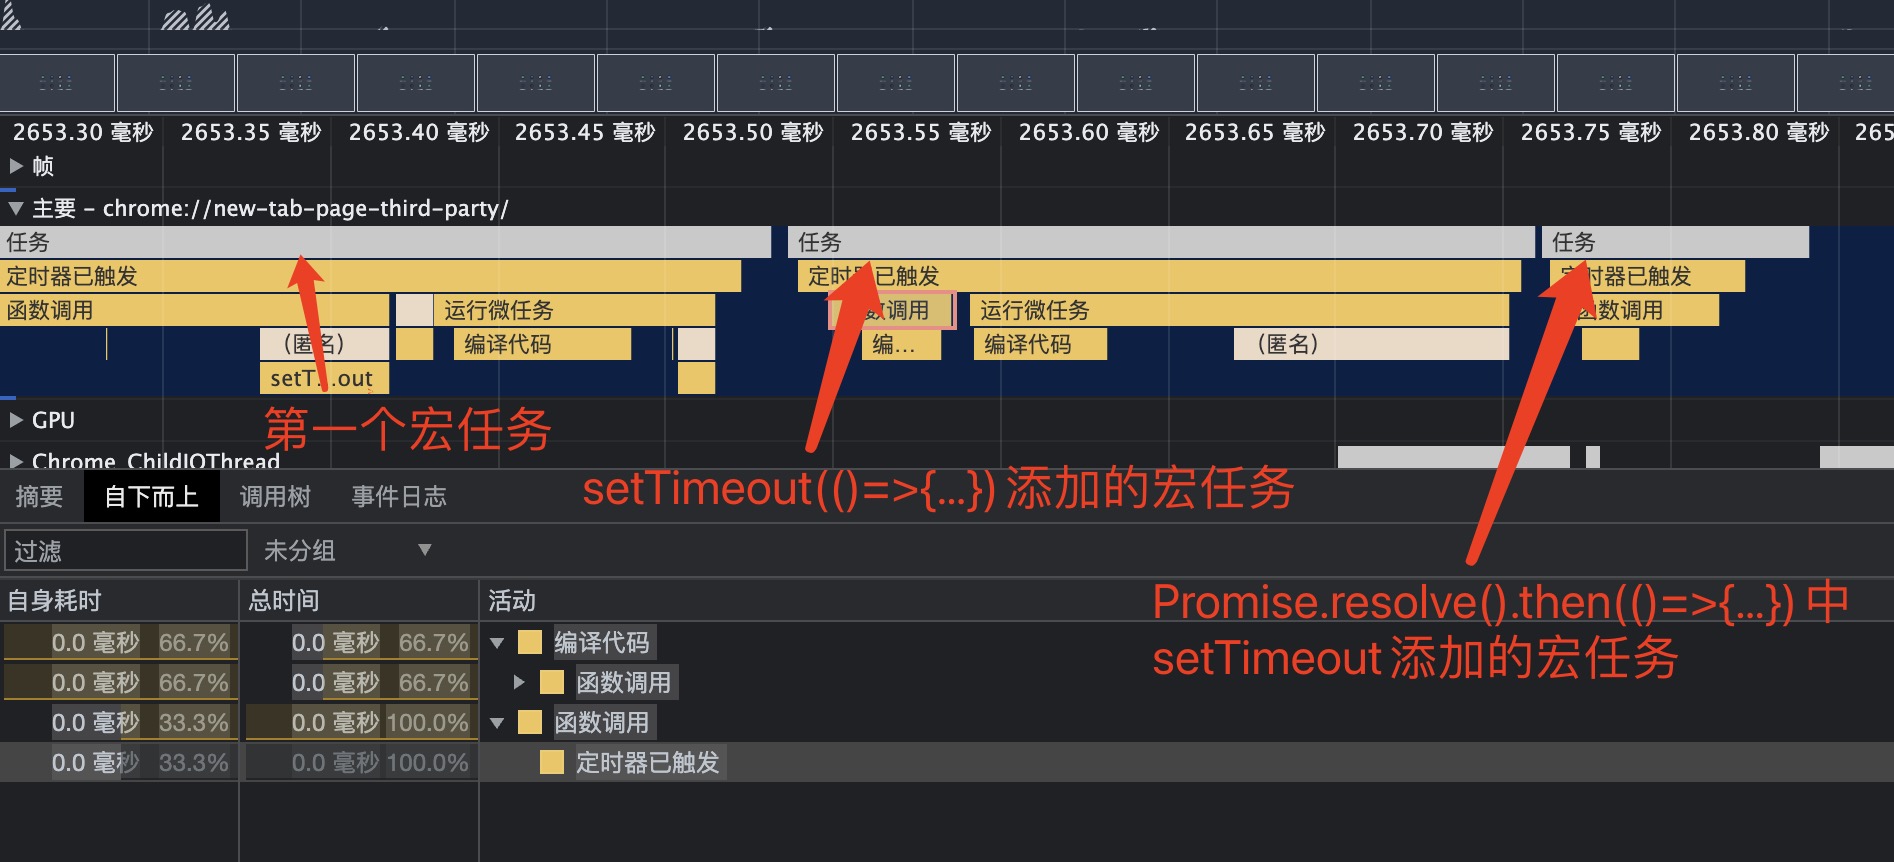 2653.30 毫秒 2653.35 毫秒 2653.40 毫秒 2653.45 毫秒 2653.50 毫秒 2653.55 毫秒 2653.60 毫秒 2653.65 毫秒 2653.70 毫秒 2653.75 毫秒 2653.80 毫秒 265
帧
主要 – chrome://new-tab-page-third-party/
任务 任务 任务
定时器已触发 定时器已触发 定时器已触发
函数调用 运行微任务 函数调用 运行微任务 函数调用
(匿名) 编译代码 编… 编译代码 (匿名)
setT…out
第一个宏任务
GPU
Chrome_ChildIOThread
摘要 自下而上 调用树 事件日志
setTimeout(()=>{...}) 添加的宏任务
过滤 未分组
Promise.resolve().then(()=>{...}) 中
setTimeout 添加的宏任务
自身耗时 总时间 活动
0.0 毫秒 66.7% 0.0 毫秒 66.7% 编译代码
0.0 毫秒 66.7% 0.0 毫秒 66.7% 函数调用
0.0 毫秒 33.3% 0.0 毫秒 100.0% 函数调用
0.0 毫秒 33.3% 0.0 毫秒 100.0% 定时器已触发